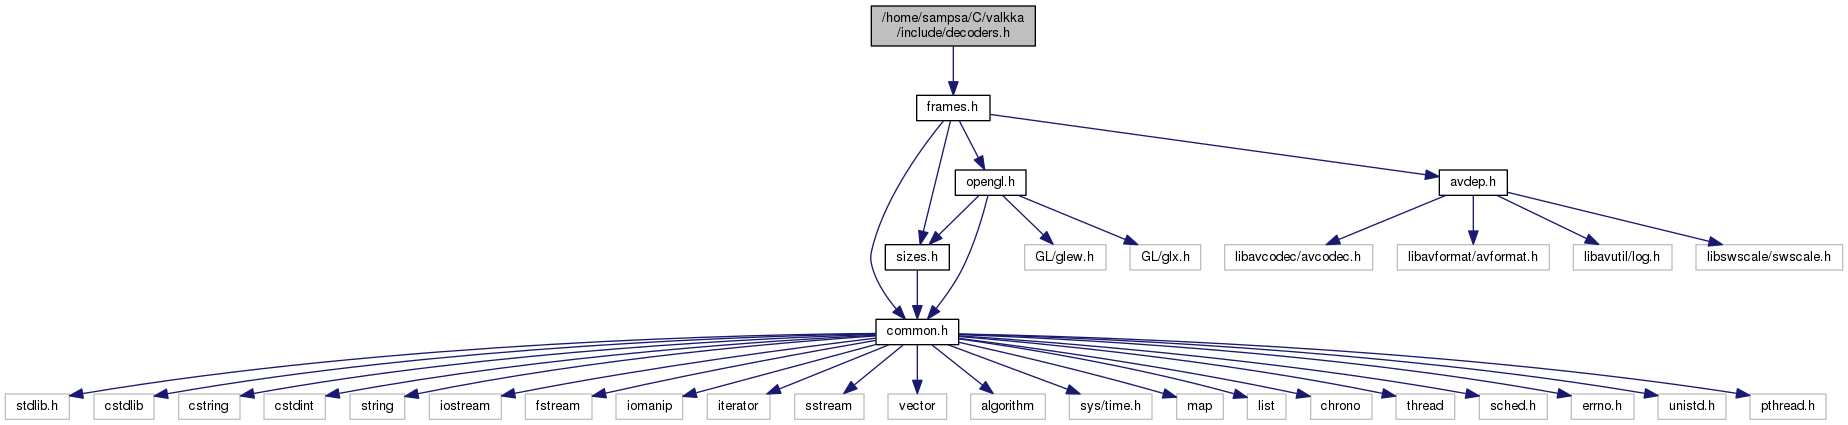 /home/sampsa/C/valkka
/include/decoders.h
frames.h
opengl.h
avdep.h
sizes.h
GL/glew.h
GL/glx.h
libavcodec/avcodec.h
libavformat/avformat.h
libavutil/log.h
libswscale/swscale.h
common.h
stdlib.h
cstdlib
cstring
cstdint
string
iostream
fstream
iomanip
iterator
sstream
vector
algorithm
sys/time.h
map
list
chrono
thread
sched.h
errno.h
unistd.h
pthread.h